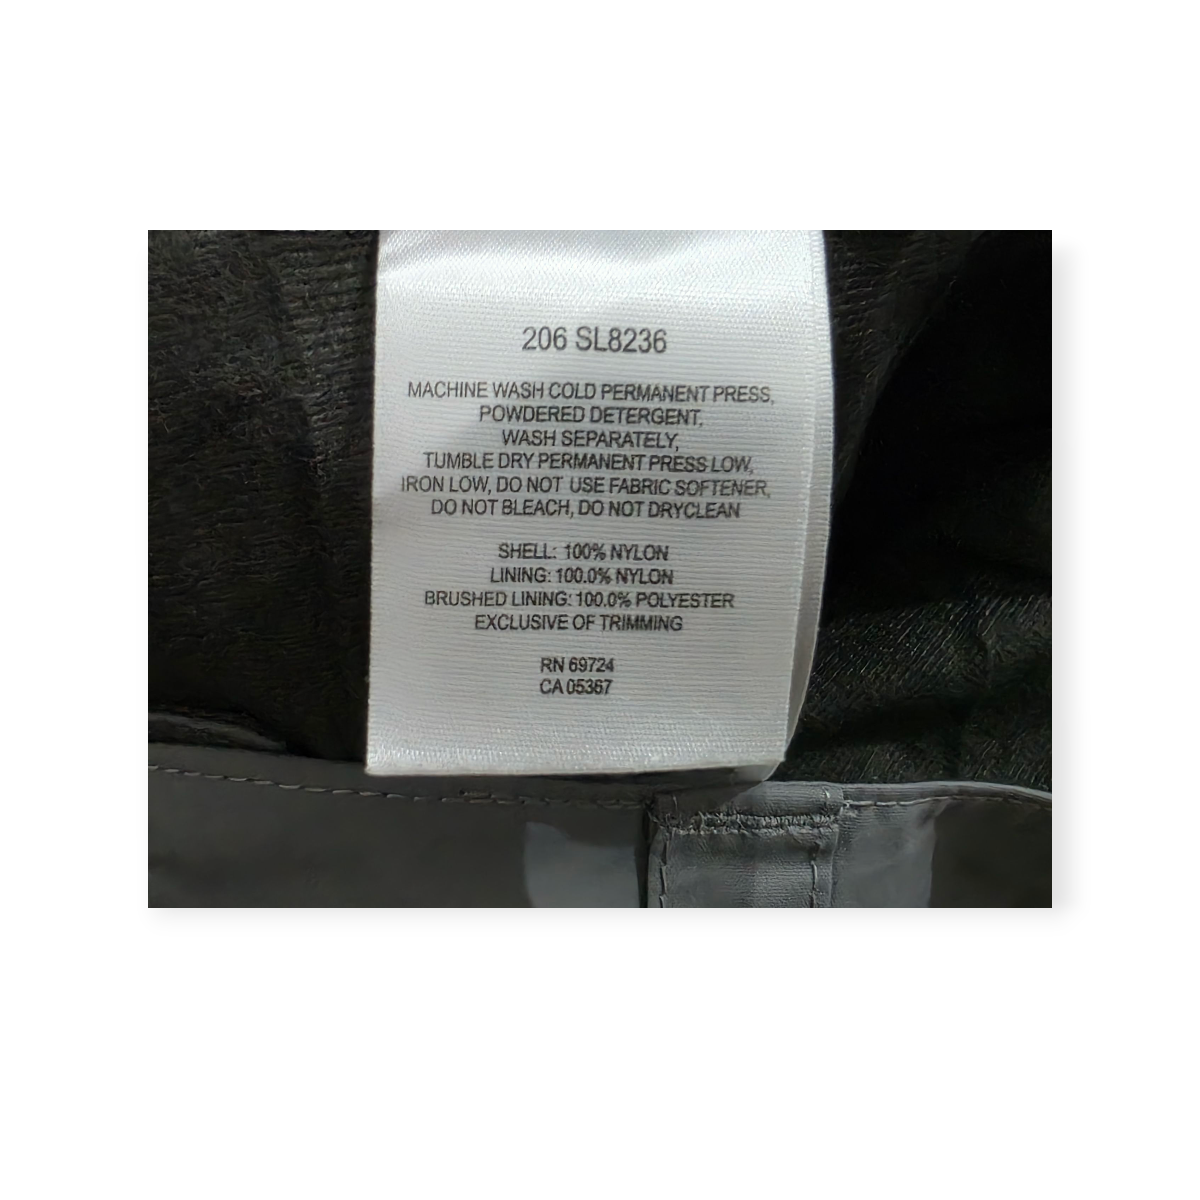 206 SL8236
MACHINE WASH COLD PERMANENT PRESS,
POWDERED DETERGENT,
WASH SEPARATELY,
TUMBLE DRY PERMANENT PRESS LOW,
IRON LOW, DO NOT USE FABRIC SOFTENER,
DO NOT BLEACH, DO NOT DRYCLEAN
SHELL: 100% NYLON
LINING: 100.0% NYLON
BRUSHED LINING: 100.0% POLYESTER
EXCLUSIVE OF TRIMMING
RN 69724
CA 05367